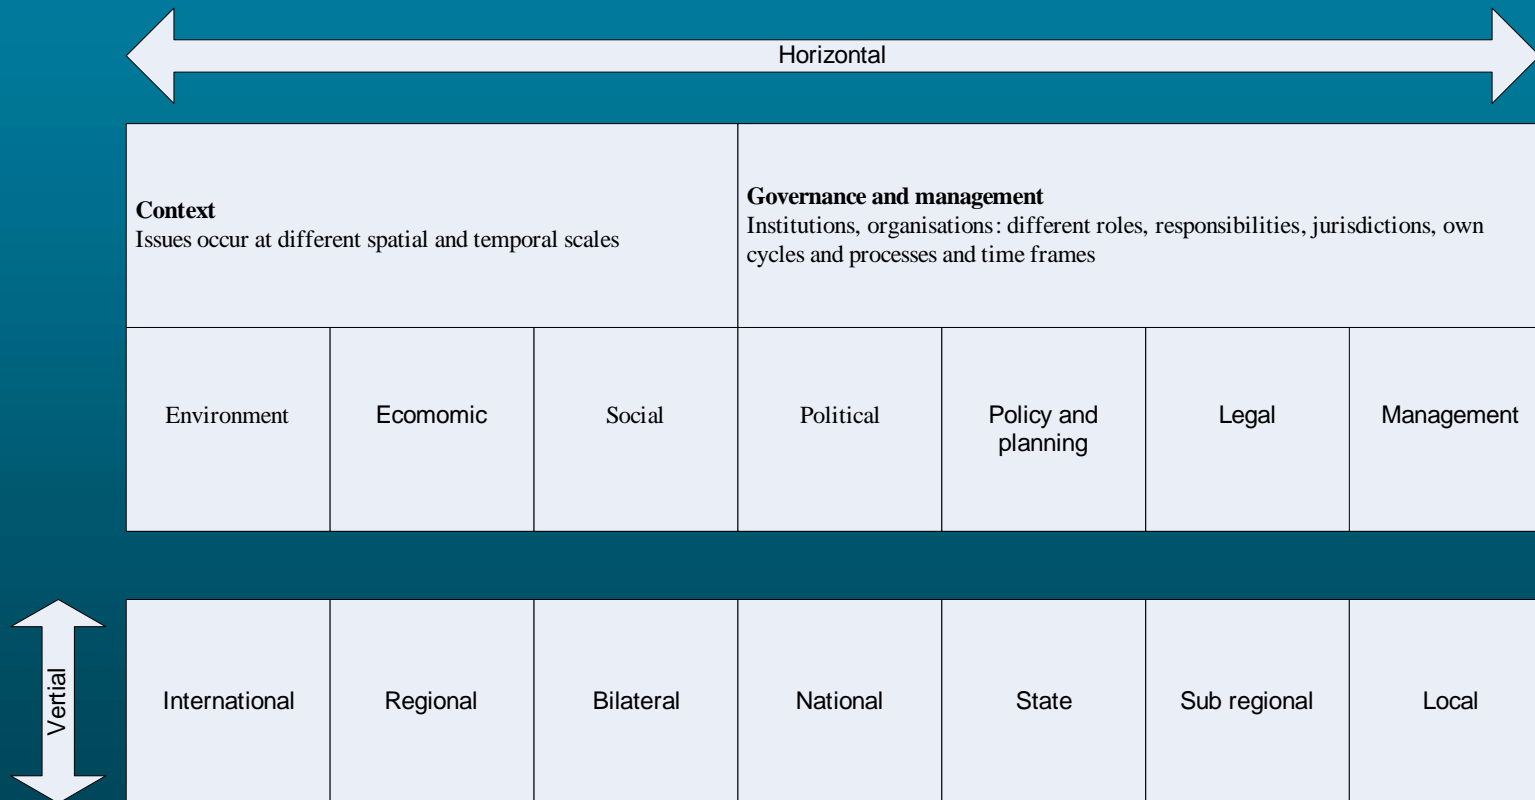 Horizontal
Context
Issues occur at different spatial and temporal scales
Governance and management
Institutions, organisations: different roles, responsibilities, jurisdictions, own
cycles and processes and time frames
Environment
Ecomomic
Social
Political
Policy and
planning
Legal
Management
Vertial
International
Regional
Bilateral
National
State
Sub regional
Local